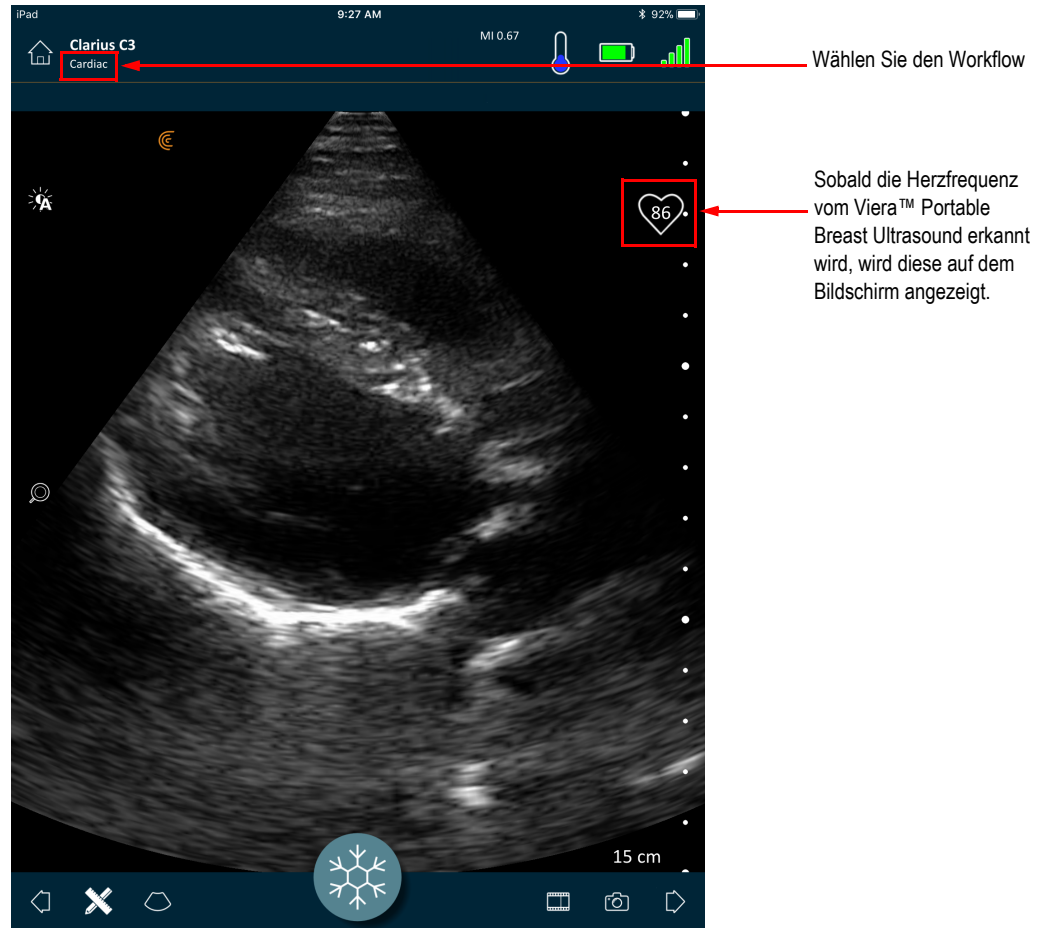 iPad
9:27 AM
92%
Clarius C3
Cardiac
MI 0.67
Wählen Sie den Workflow
Sobald die Herzfrequenz
vom Viera™ Portable
Breast Ultrasound erkannt
wird, wird diese auf dem
Bildschirm angezeigt.
86
A
15 cm